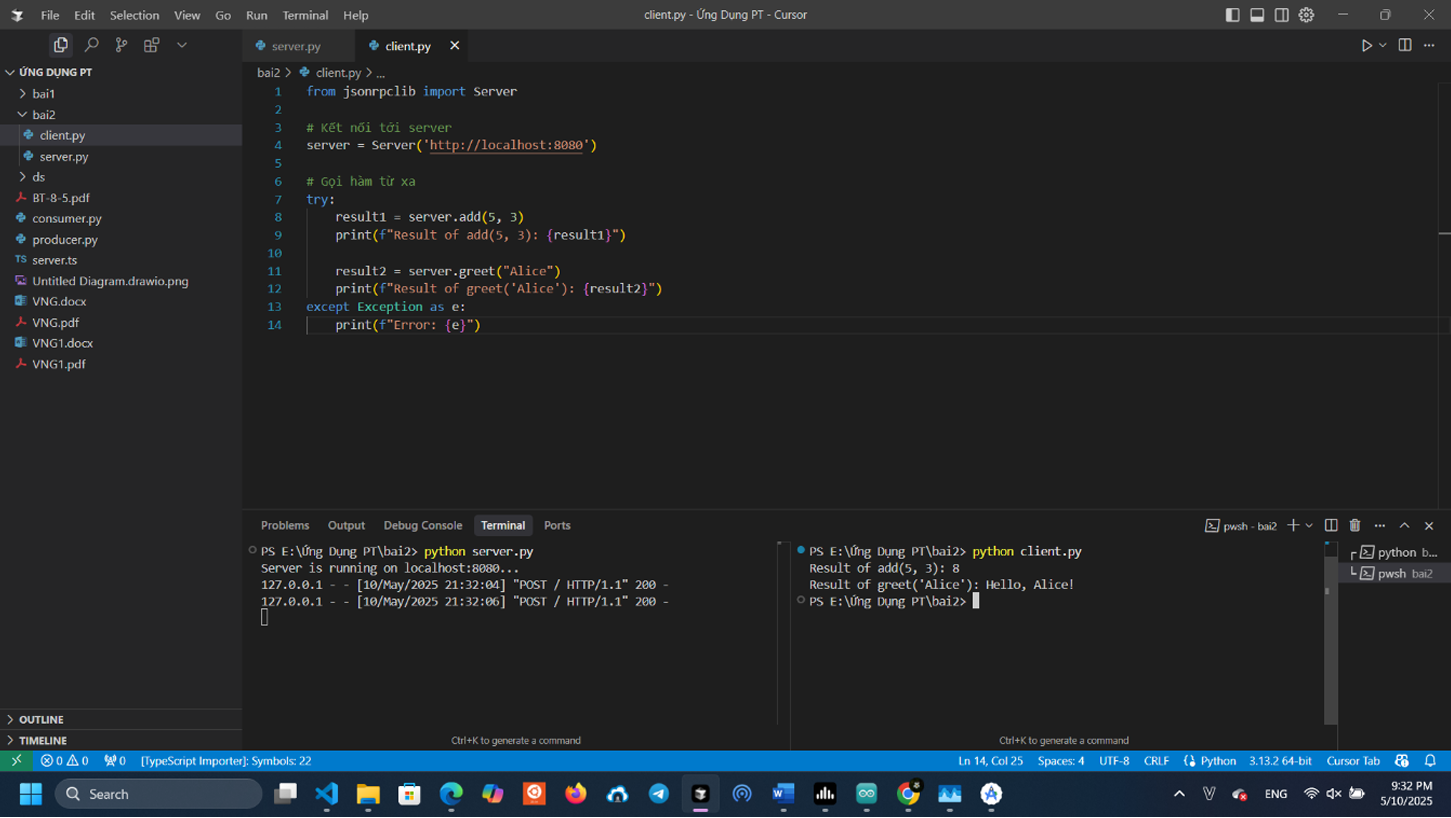 File Edit Selection View Go Run Terminal Help
client.py - Ứng Dụng PT - Cursor
server.py
client.py
ỨNG DỤNG PT
bai1
bai2
client.py
server.py
ds
BT-8-5.pdf
consumer.py
producer.py
TS server.ts
Untitled Diagram.drawio.png
VNG.docx
VNG.pdf
VNG1.docx
VNG1.pdf
OUTLINE
TIMELINE
bai2 > client.py > ...
1 from jsonrpclib import Server
2
3 # Kết nối tới server
4 server = Server('http://localhost:8080')
5
6 # Gọi hàm từ xa
7 try:
8 result1 = server.add(5, 3)
9 print(f"Result of add(5, 3): {result1}")
10
11 result2 = server.greet("Alice")
12 print(f"Result of greet('Alice'): {result2}")
13 except Exception as e:
14 print(f"Error: {e}")
Problems Output Debug Console Terminal Ports
pwsh - bai2
PS E:\Ứng Dụng PT\bai2> python server.py
Server is running on localhost:8080...
127.0.0.1 - - [10/May/2025 21:32:04] "POST / HTTP/1.1" 200 -
127.0.0.1 - - [10/May/2025 21:32:06] "POST / HTTP/1.1" 200 -
Ctrl+K to generate a command
PS E:\Ứng Dụng PT\bai2> python client.py
Result of add(5, 3): 8
Result of greet('Alice'): Hello, Alice!
PS E:\Ứng Dụng PT\bai2>
Ctrl+K to generate a command
python b...
pwsh bai2
0 0 0 [TypeScript Importer]: Symbols: 22
Ln 14, Col 25 Spaces: 4 UTF-8 CRLF Python 3.13.2 64-bit Cursor Tab
Search
ENG
9:32 PM
5/10/2025